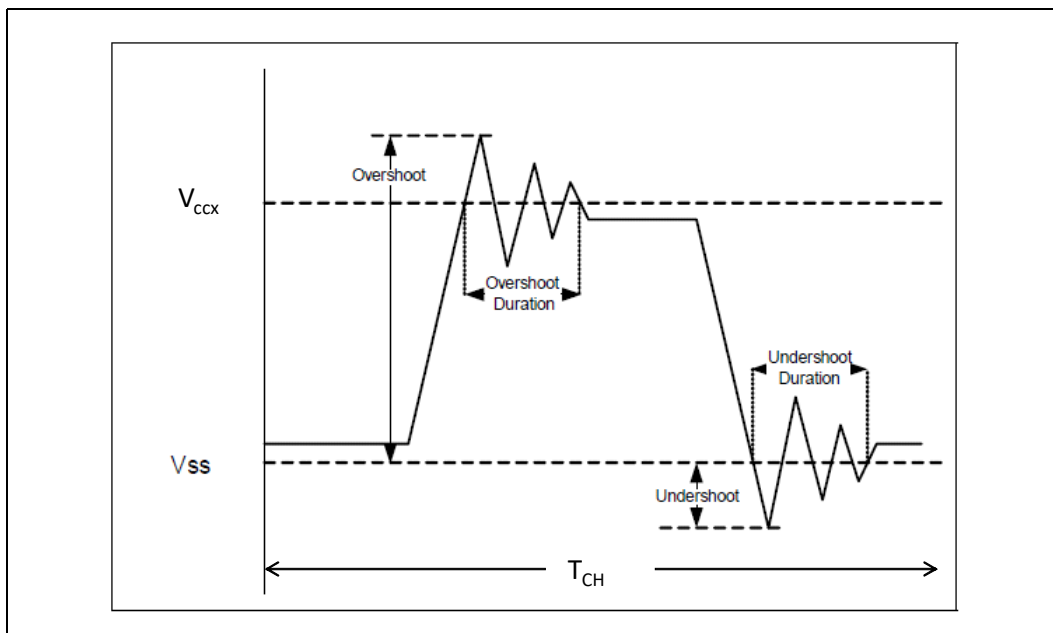 Overshoot
Vccx
Overshoot
Duration
Undershoot
Duration
Vss
Undershoot
TCH